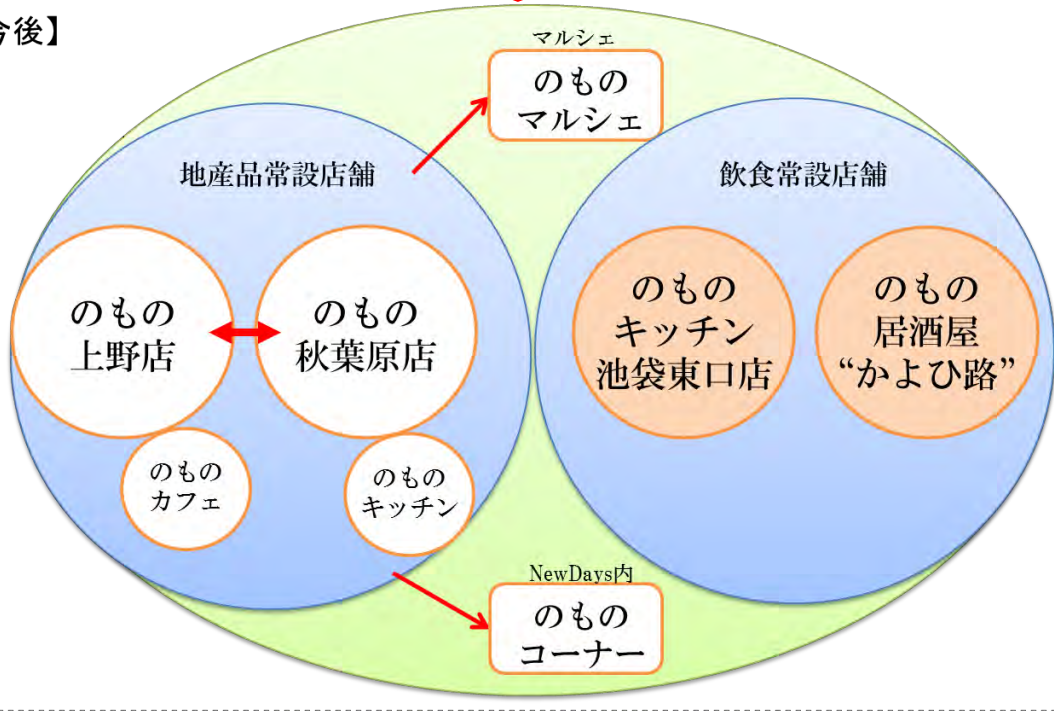 今後】
マルシェ
のもの
マルシェ
地産品常設店舗
飲食常設店舗
のもの
上野店
のもの
秋葉原店
のもの
キッチン
池袋東口店
のもの
居酒屋
“かよひ路”
のもの
カフェ
のもの
キッチン
NewDays内
のもの
コーナー